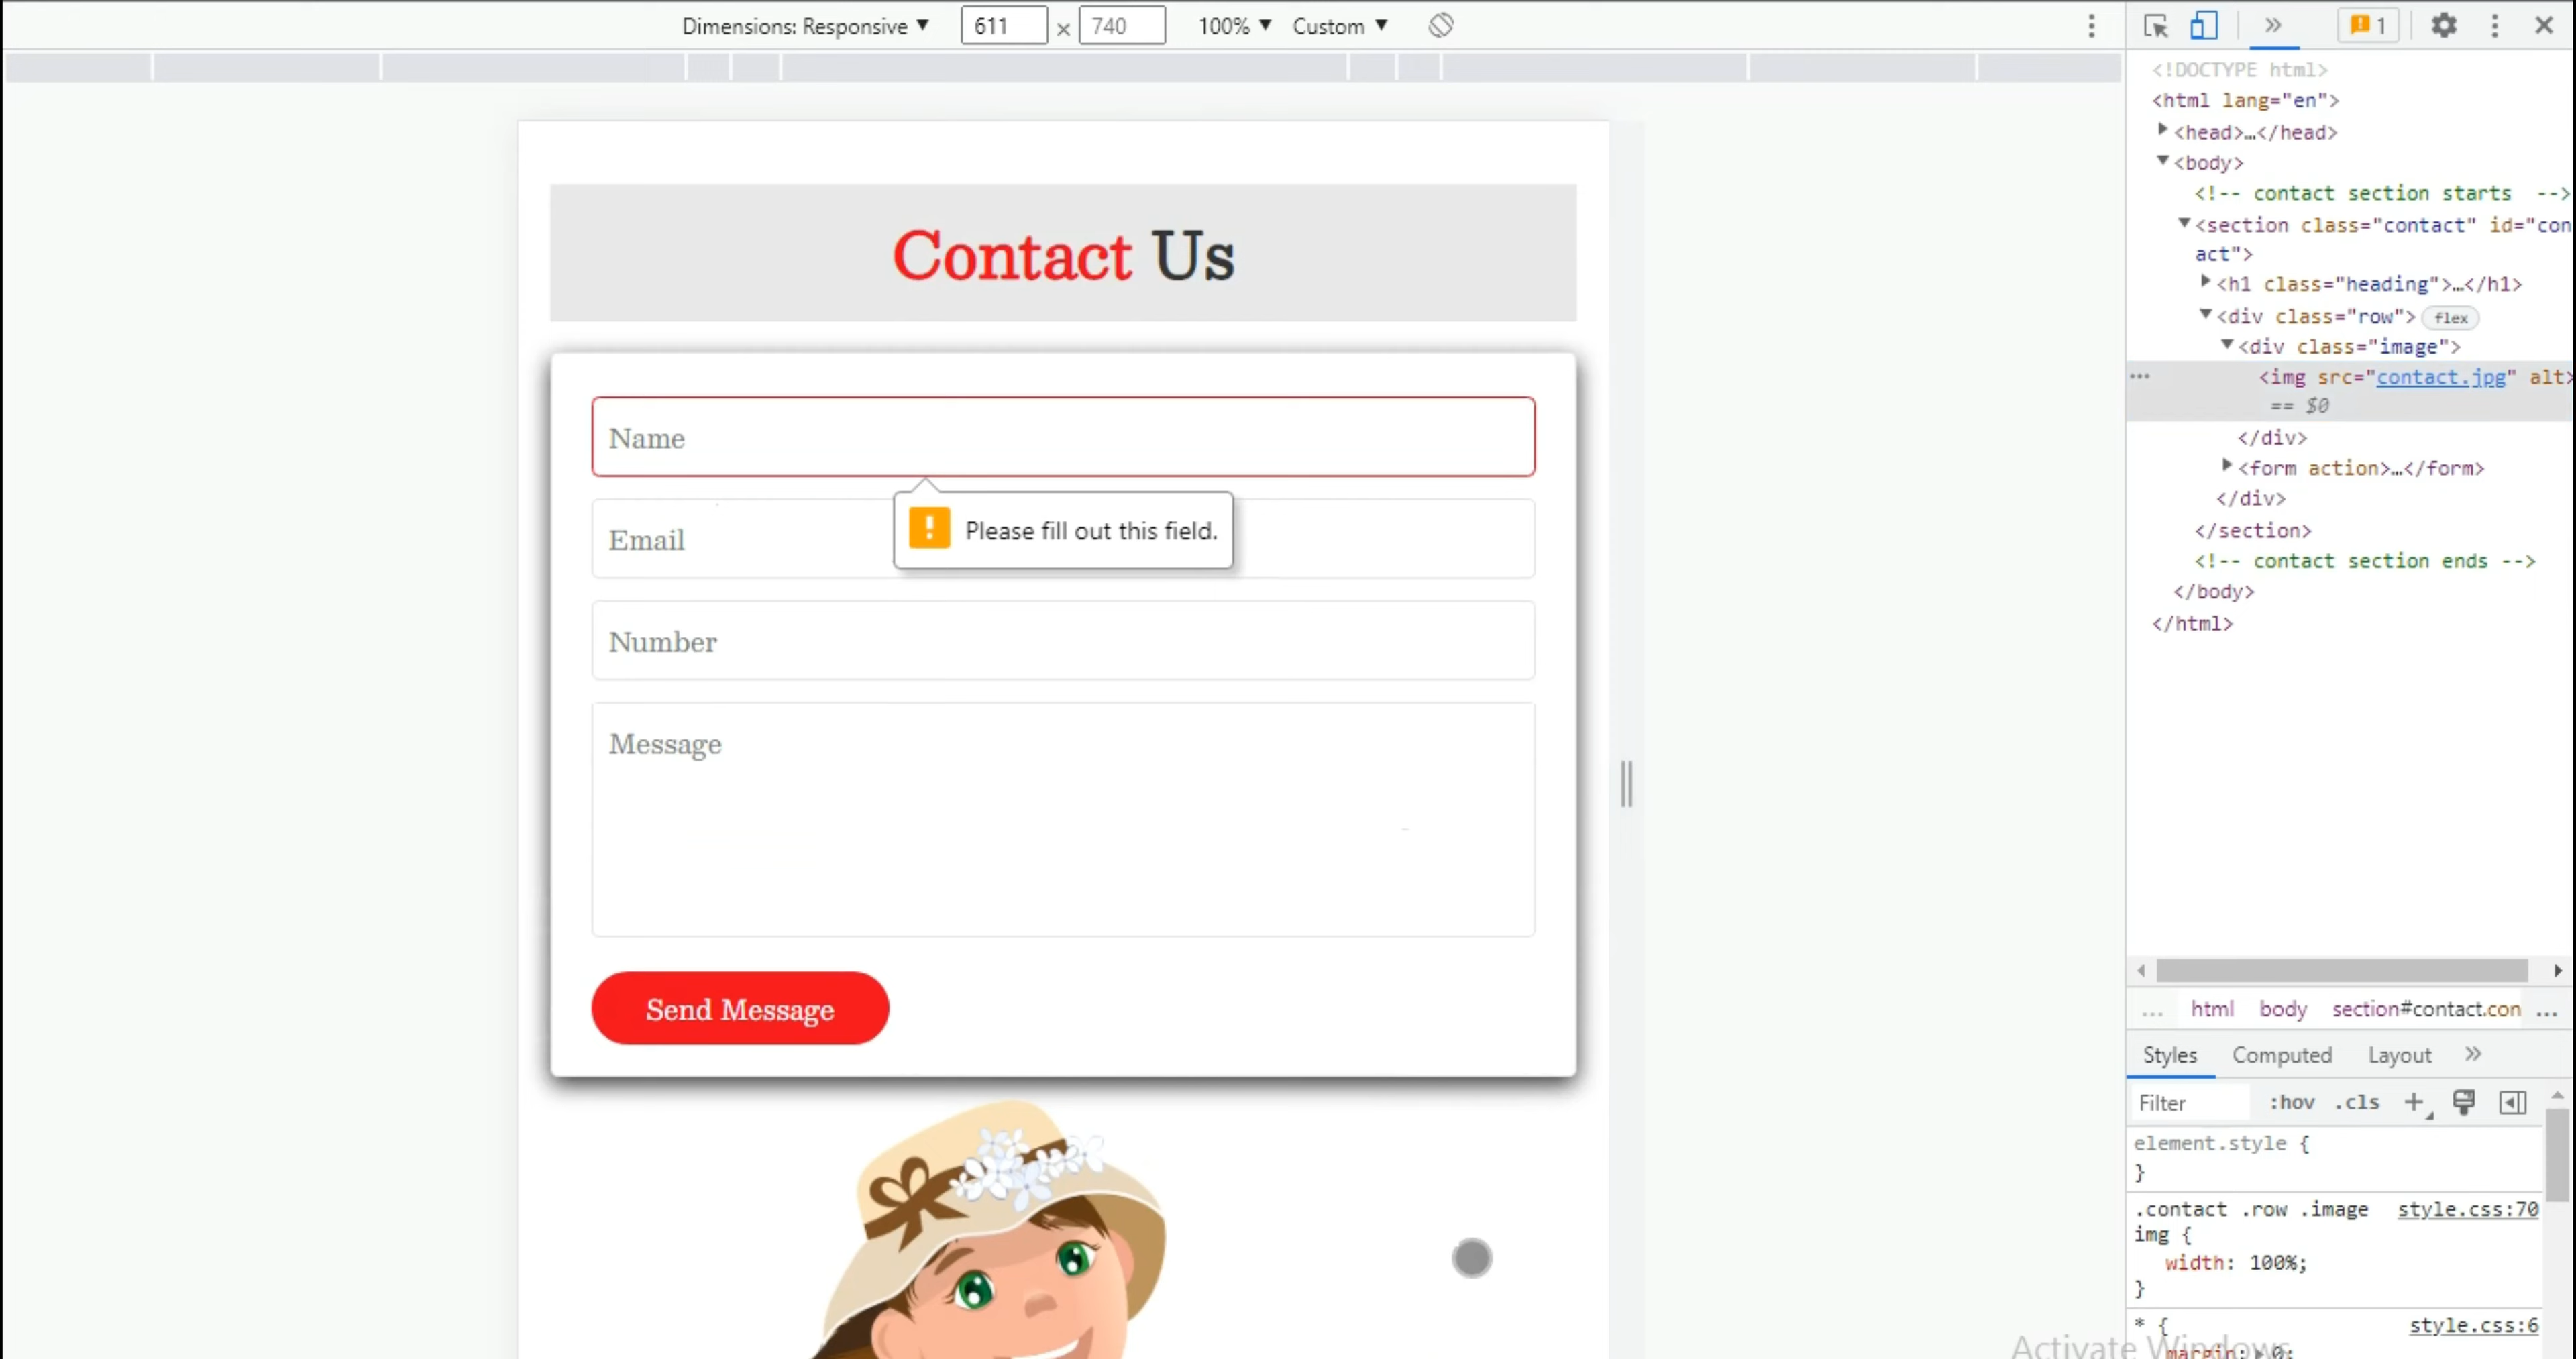 Dimensions: Responsive ▼ 611 × 740 100% ▼ Custom ▼
1
Contact Us
Name
Please fill out this field.
Email
Number
Message
Send Message
<!DOCTYPE html>
<html lang="en">
▶<head>…</head>
▼<body>
<!-- contact section starts -->
▼<section class="contact" id="con
act">
▶<h1 class="heading">…</h1>
▼<div class="row"> flex
▼<div class="image">
… <img src="contact.jpg" alt>
== $0
</div>
▶<form action>…</form>
</div>
</section>
<!-- contact section ends -->
</body>
</html>
… html body section#contact.con …
Styles Computed Layout »
Filter :hov .cls +
element.style {
}
.contact .row .image style.css:70
img {
width: 100%;
}
* { style.css:6
margin: ▶ 0;
Activate Windows